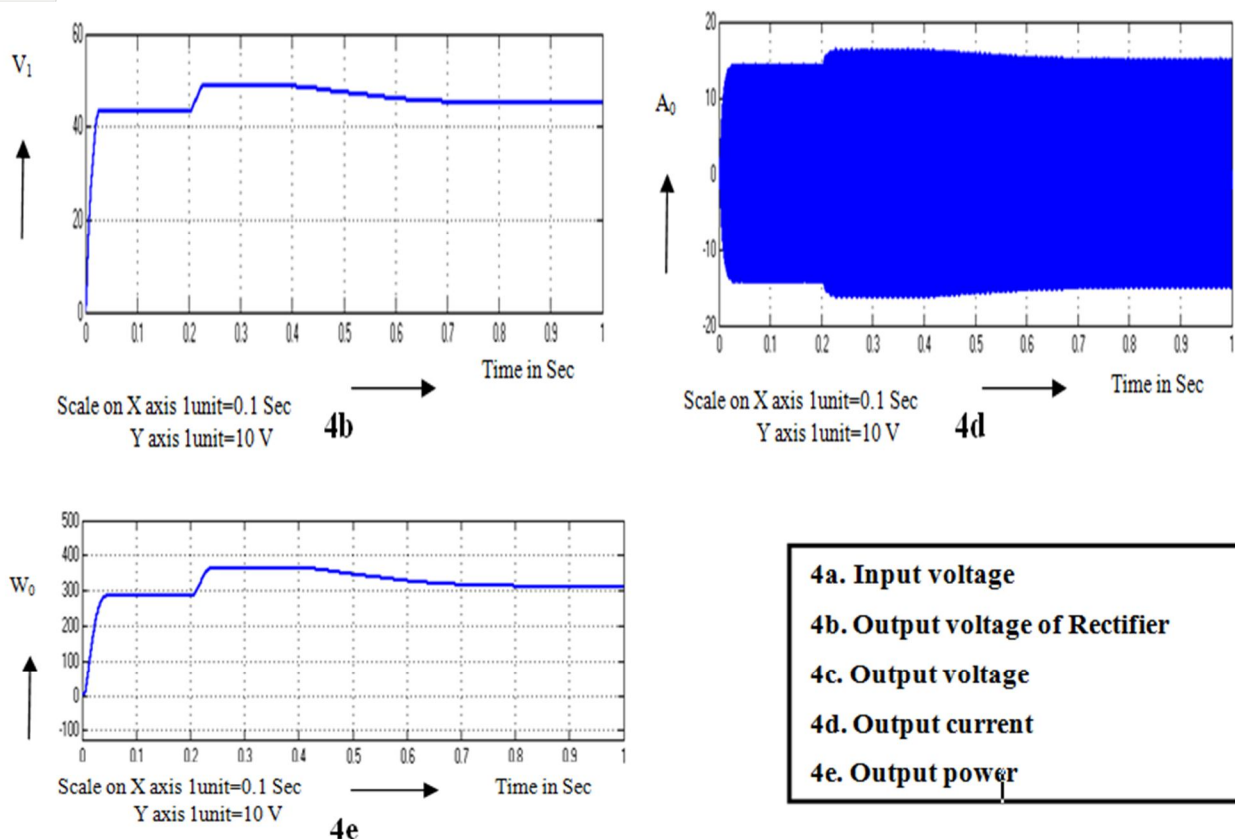 V1
60
40
20
0
0 0.1 0.2 0.3 0.4 0.5 0.6 0.7 0.8 0.9 1
Time in Sec
Scale on X axis 1unit=0.1 Sec
Y axis 1unit=10 V
4b
A0
20
10
0
-10
-20
0 0.1 0.2 0.3 0.4 0.5 0.6 0.7 0.8 0.9 1
Time in Sec
Scale on X axis 1unit=0.1 Sec
Y axis 1unit=10 V
4d
W0
500
400
300
200
100
0
-100
0 0.1 0.2 0.3 0.4 0.5 0.6 0.7 0.8 0.9 1
Scale on X axis 1unit=0.1 Sec
Time in Sec
Y axis 1unit=10 V
4e
4a. Input voltage
4b. Output voltage of Rectifier
4c. Output voltage
4d. Output current
4e. Output power